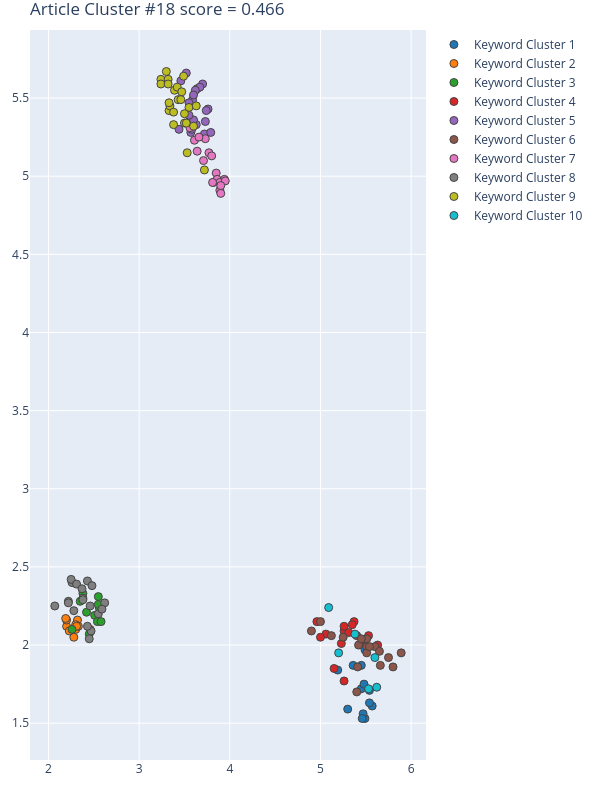 Article Cluster #18 score = 0.466
Keyword Cluster 1
Keyword Cluster 2
Keyword Cluster 3
Keyword Cluster 4
Keyword Cluster 5
Keyword Cluster 6
Keyword Cluster 7
Keyword Cluster 8
Keyword Cluster 9
Keyword Cluster 10
5.5
5
4.5
4
3.5
3
2.5
2
1.5
2 3 4 5 6